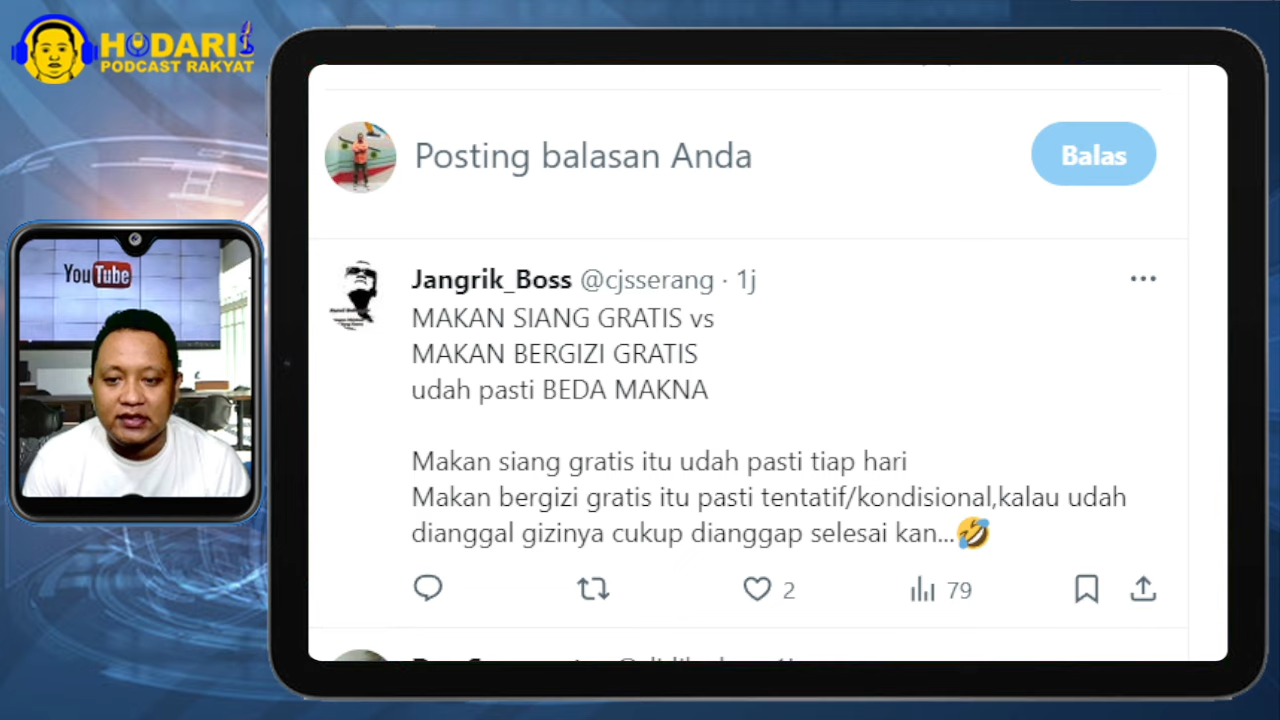 HODARI
PODCAST RAKYAT
You Tube
Posting balasan Anda
Balas
Jangrik_Boss @cjsserang · 1j
MAKAN SIANG GRATIS vs
MAKAN BERGIZI GRATIS
udah pasti BEDA MAKNA
Makan siang gratis itu udah pasti tiap hari
Makan bergizi gratis itu pasti tentatif/kondisional,kalau udah
dianggal gizinya cukup dianggap selesai kan...🤣
2
79